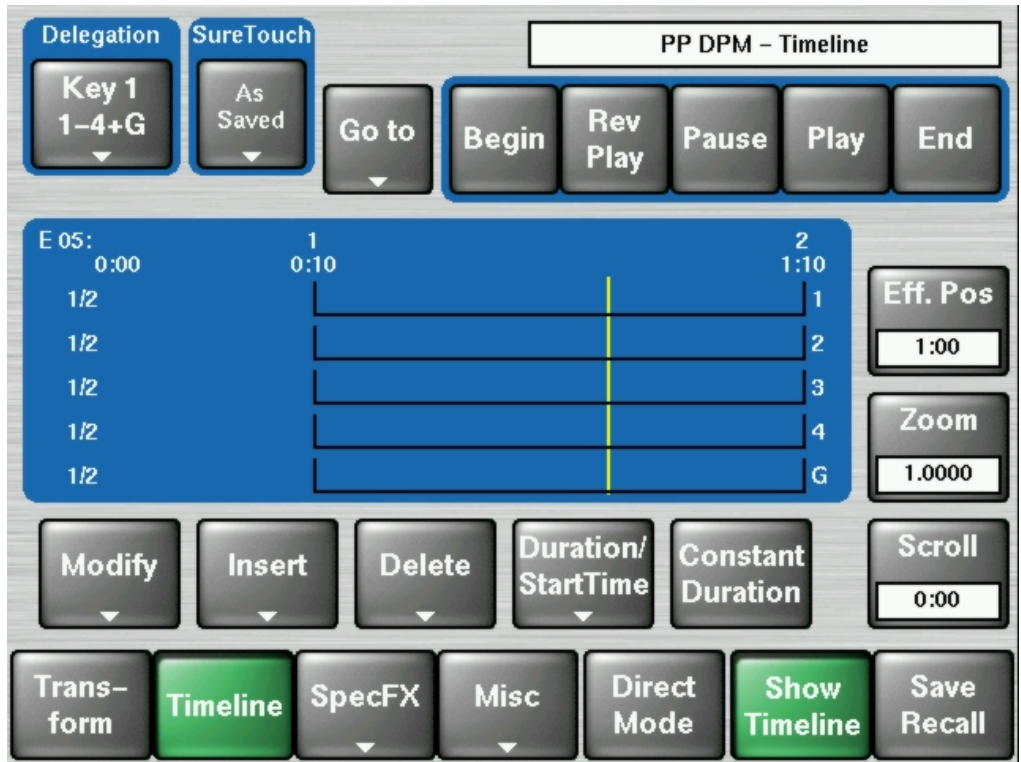 Delegation
SureTouch
PP DPM – Timeline
Key 1
1–4+G
As
Saved
Go to
Begin
Rev
Play
Pause
Play
End
E 05:
1
2
0:00
0:10
1:10
1/2
1
1/2
2
1/2
3
1/2
4
1/2
G
Eff. Pos
1:00
Zoom
1.0000
Scroll
0:00
Modify
Insert
Delete
Duration/
StartTime
Constant
Duration
Trans–
form
Timeline
SpecFX
Misc
Direct
Mode
Show
Timeline
Save
Recall